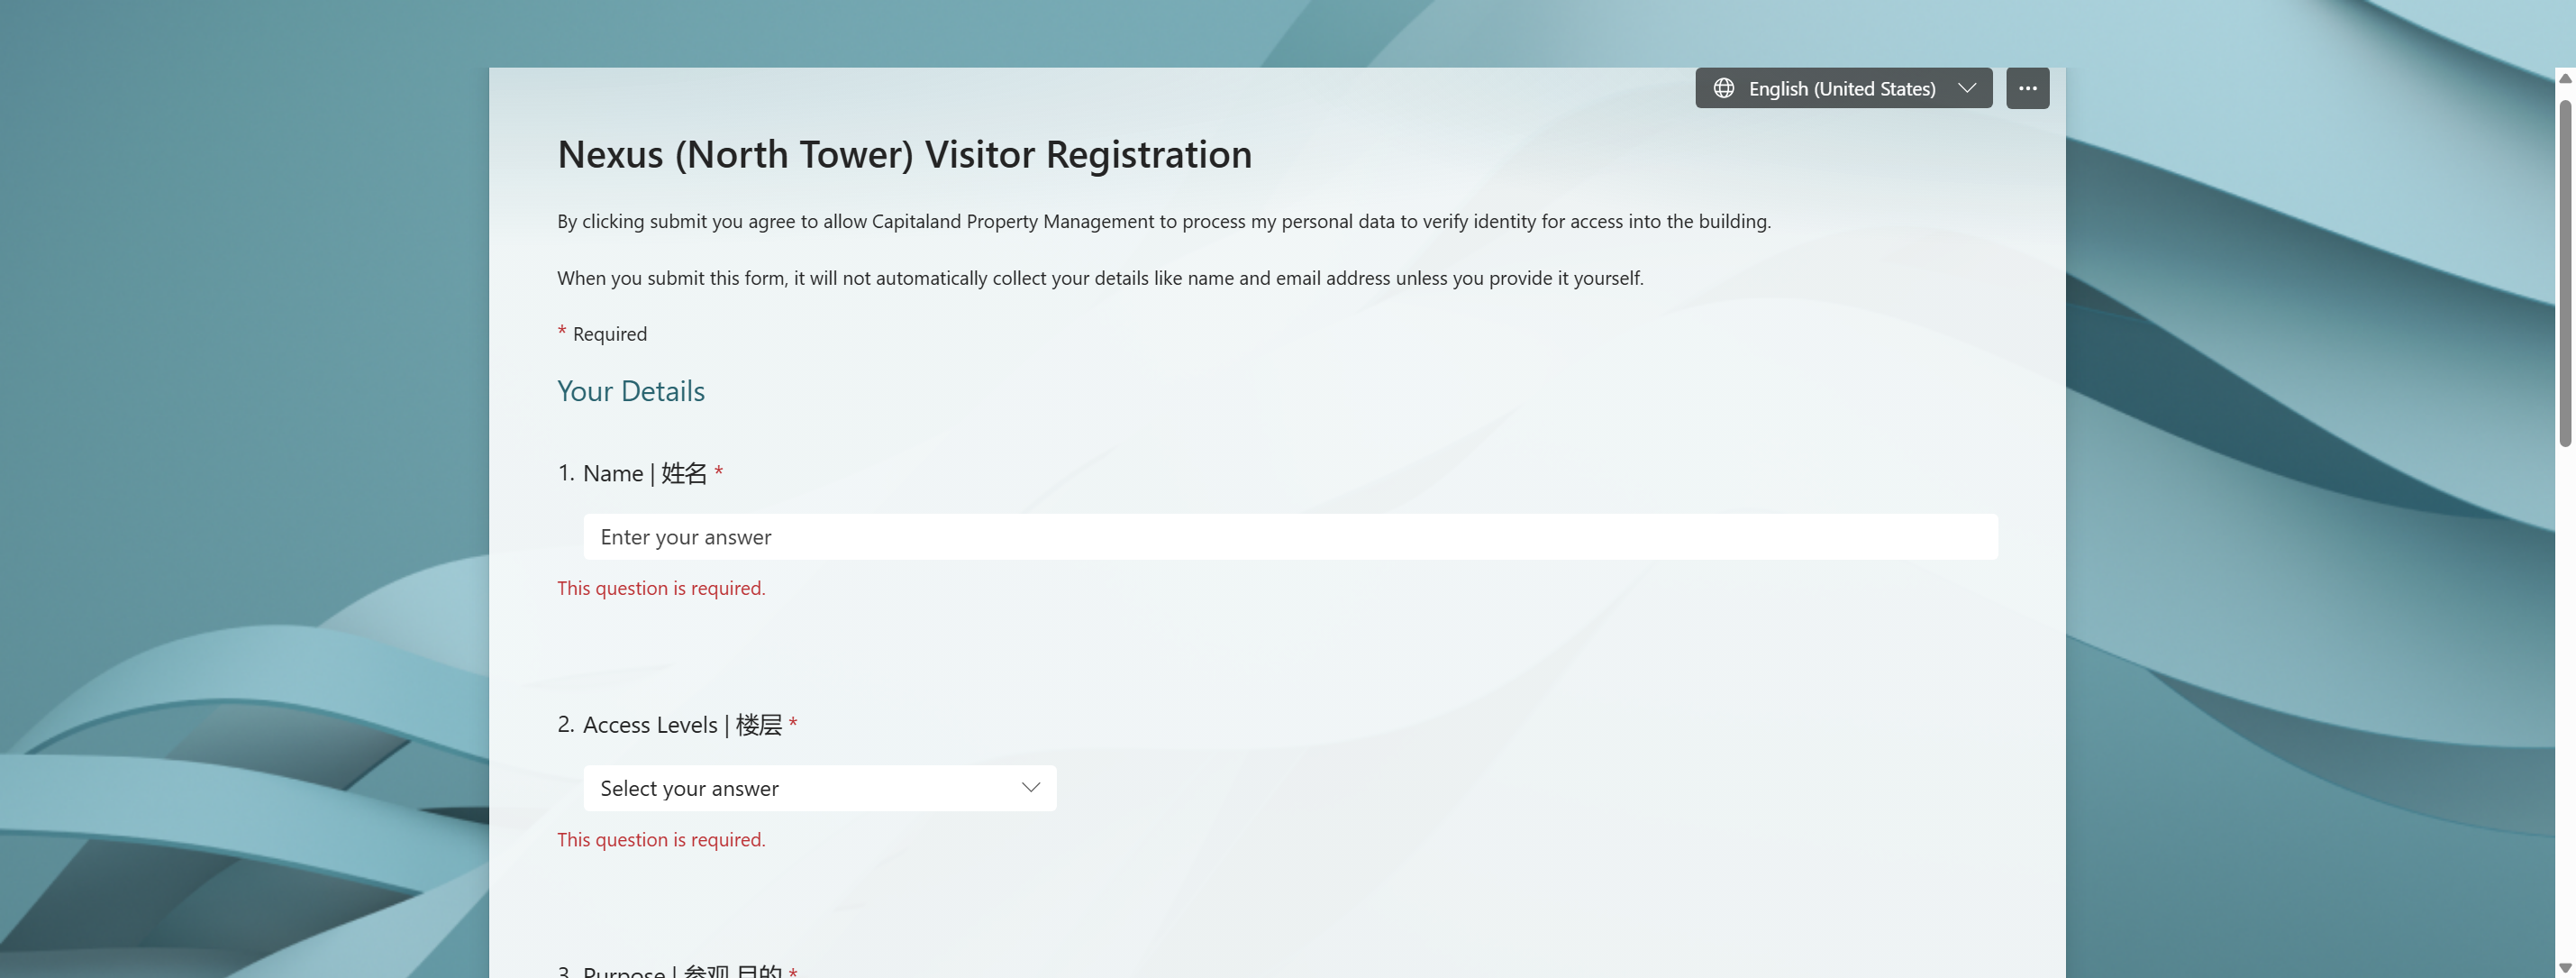 English (United States)
Nexus (North Tower) Visitor Registration
By clicking submit you agree to allow Capitaland Property Management to process my personal data to verify identity for access into the building.
When you submit this form, it will not automatically collect your details like name and email address unless you provide it yourself.
* Required
Your Details
1. Name | 姓名 *
Enter your answer
This question is required.
2. Access Levels | 楼层 *
Select your answer
This question is required.
3. Purpose | 参观 目的 *